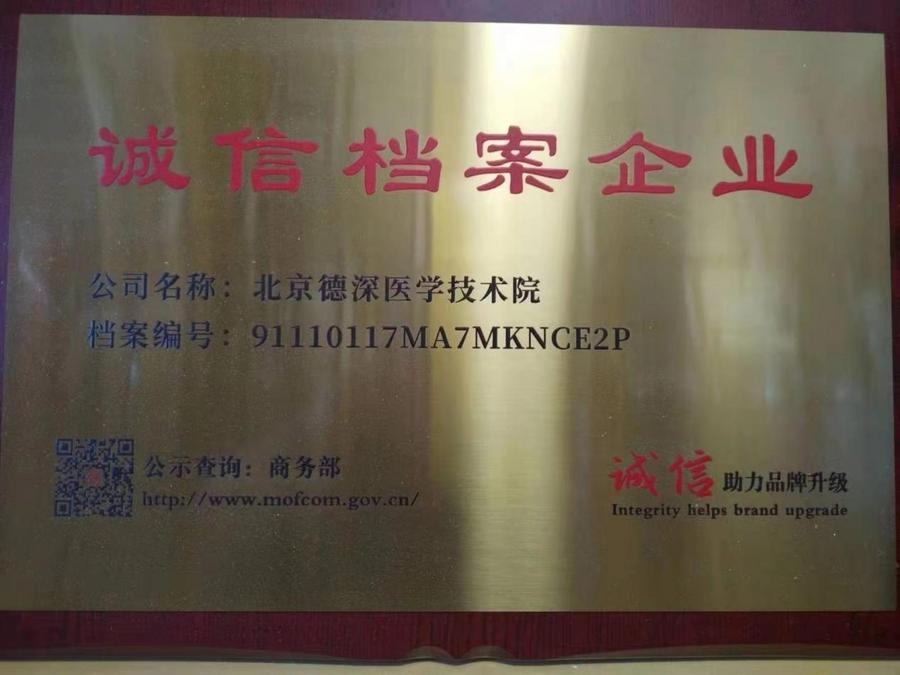 诚信档案企业
公司名称：北京德深医学技术院
档案编号：91110117MA7MKNCE2P
公示查询：商务部
http://www.mofcom.gov.cn/
诚信 助力品牌升级
Integrity helps brand upgrade